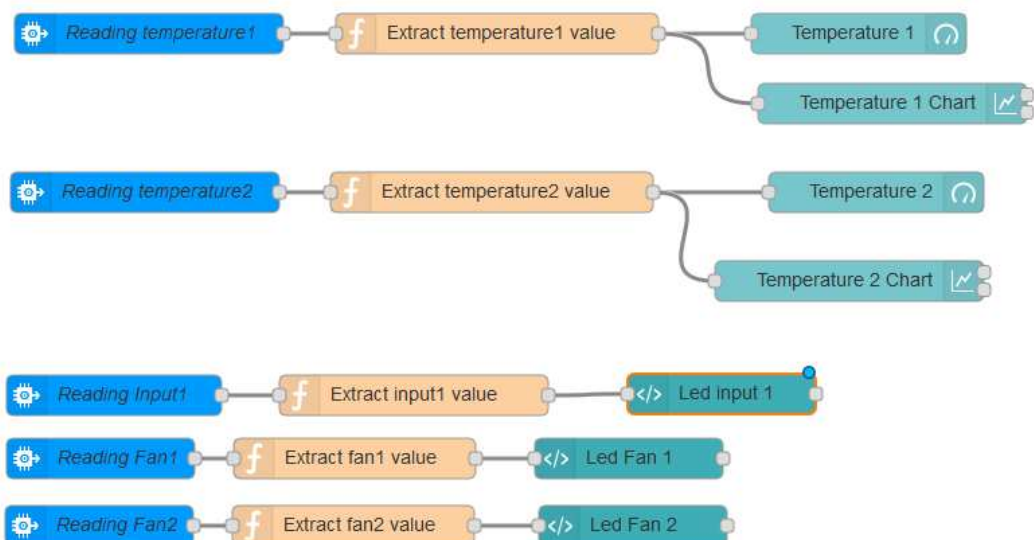 Reading temperature1
Extract temperature1 value
Temperature 1
Temperature 1 Chart
Reading temperature2
Extract temperature2 value
Temperature 2
Temperature 2 Chart
Reading Input1
Extract input1 value
Led input 1
Reading Fan1
Extract fan1 value
Led Fan 1
Reading Fan2
Extract fan2 value
Led Fan 2